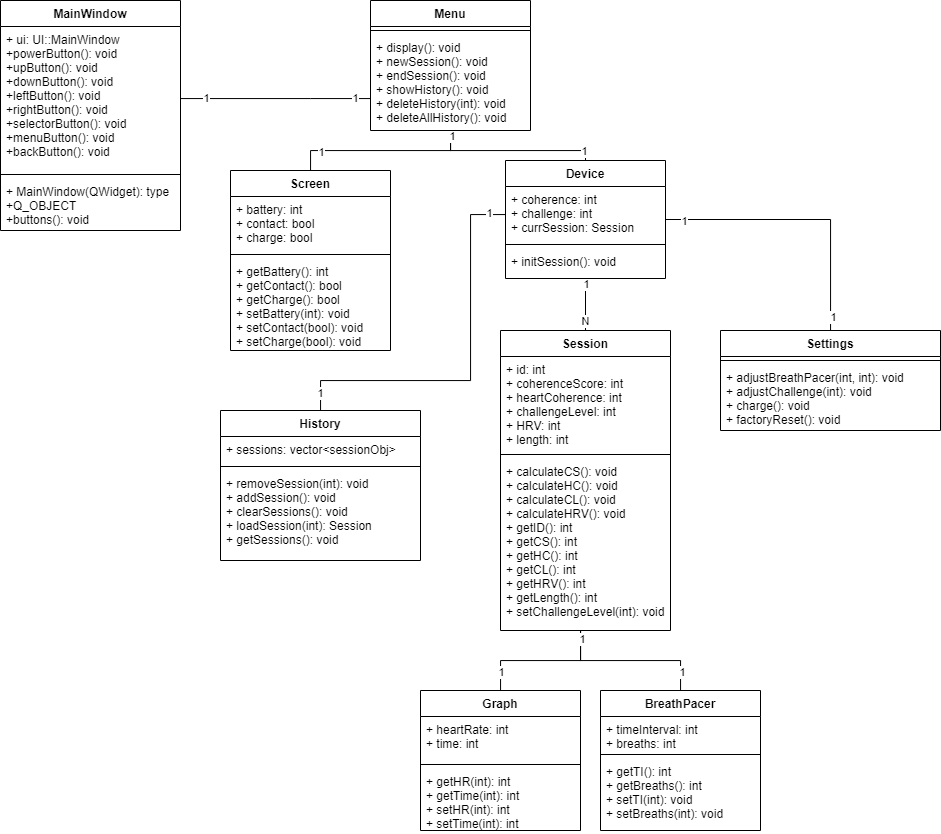 MainWindow
+ ui: UI::MainWindow
+powerButton(): void
+upButton(): void
+downButton(): void
+leftButton(): void
+rightButton(): void
+selectorButton(): void
+menuButton(): void
+backButton(): void
+ MainWindow(QWidget): type
+Q_OBJECT
+buttons(): void
1
1
Menu
+ display(): void
+ newSession(): void
+ endSession(): void
+ showHistory(): void
+ deleteHistory(int): void
+ deleteAllHistory(): void
1
1
1
Screen
+ battery: int
+ contact: bool
+ charge: bool
+ getBattery(): int
+ getContact(): bool
+ getCharge(): bool
+ setBattery(int): void
+ setContact(bool): void
+ setCharge(bool): void
Device
+ coherence: int
+ challenge: int
+ currSession: Session
+ initSession(): void
1
1
1
N
1
1
History
+ sessions: vector<sessionObj>
+ removeSession(int): void
+ addSession(): void
+ clearSessions(): void
+ loadSession(int): Session
+ getSessions(): void
Session
+ id: int
+ coherenceScore: int
+ heartCoherence: int
+ challengeLevel: int
+ HRV: int
+ length: int
+ calculateCS(): void
+ calculateHC(): void
+ calculateCL(): void
+ calculateHRV(): void
+ getID(): int
+ getCS(): int
+ getHC(): int
+ getCL(): int
+ getHRV(): int
+ getLength(): int
+ setChallengeLevel(int): void
Settings
+ adjustBreathPacer(int, int): void
+ adjustChallenge(int): void
+ charge(): void
+ factoryReset(): void
1
1
1
Graph
+ heartRate: int
+ time: int
+ getHR(int): int
+ getTime(int): int
+ setHR(int): int
+ setTime(int): int
BreathPacer
+ timeInterval: int
+ breaths: int
+ getTI(): int
+ getBreaths(): int
+ setTI(int): void
+ setBreaths(int): void